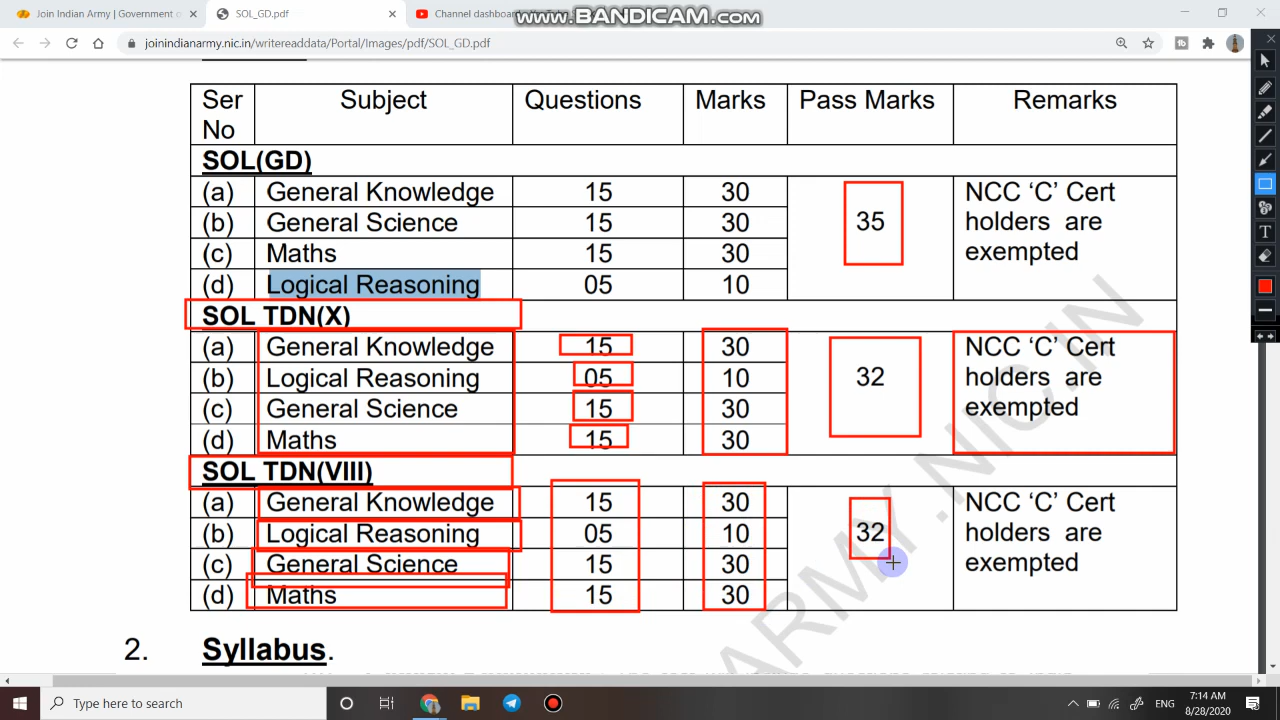 Join Indian Army | Government o
SOL_GD.pdf
Channel dashboard
www.BANDICAM.com
joinindianarmy.nic.in/writereaddata/Portal/Images/pdf/SOL_GD.pdf
Ser No Subject Questions Marks Pass Marks Remarks
SOL(GD)
(a) General Knowledge 15 30 35 NCC ‘C’ Cert
(b) General Science 15 30 holders are
(c) Maths 15 30 exempted
(d) Logical Reasoning 05 10
SOL TDN(X)
(a) General Knowledge 15 30 NCC ‘C’ Cert
(b) Logical Reasoning 05 10 32 holders are
(c) General Science 15 30 exempted
(d) Maths 15 30
SOL TDN(VIII)
(a) General Knowledge 15 30 NCC ‘C’ Cert
(b) Logical Reasoning 05 10 32 holders are
(c) General Science 15 30 exempted
(d) Maths 15 30
2. Syllabus.
ARMY.NIC.IN
Type here to search
ENG
7:14 AM
8/28/2020